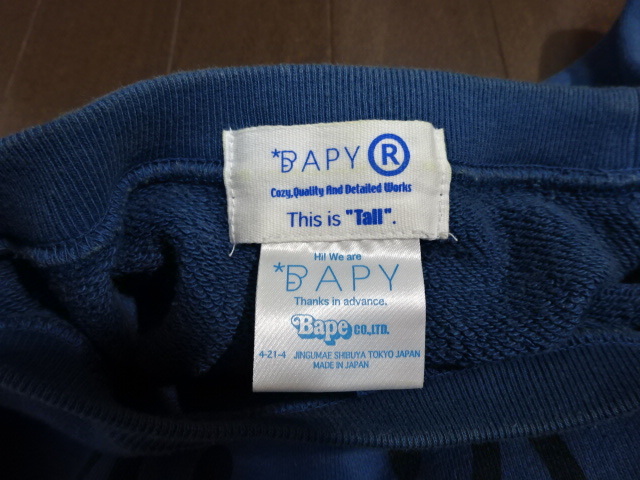 *BAPY ®
Cozy,Quality And Detailed Works
This is "Tall".
Hi! We are
*BAPY
Thanks in advance.
Bape CO.,LTD.
4-21-4 JINGUMAE SHIBUYA TOKYO JAPAN
MADE IN JAPAN